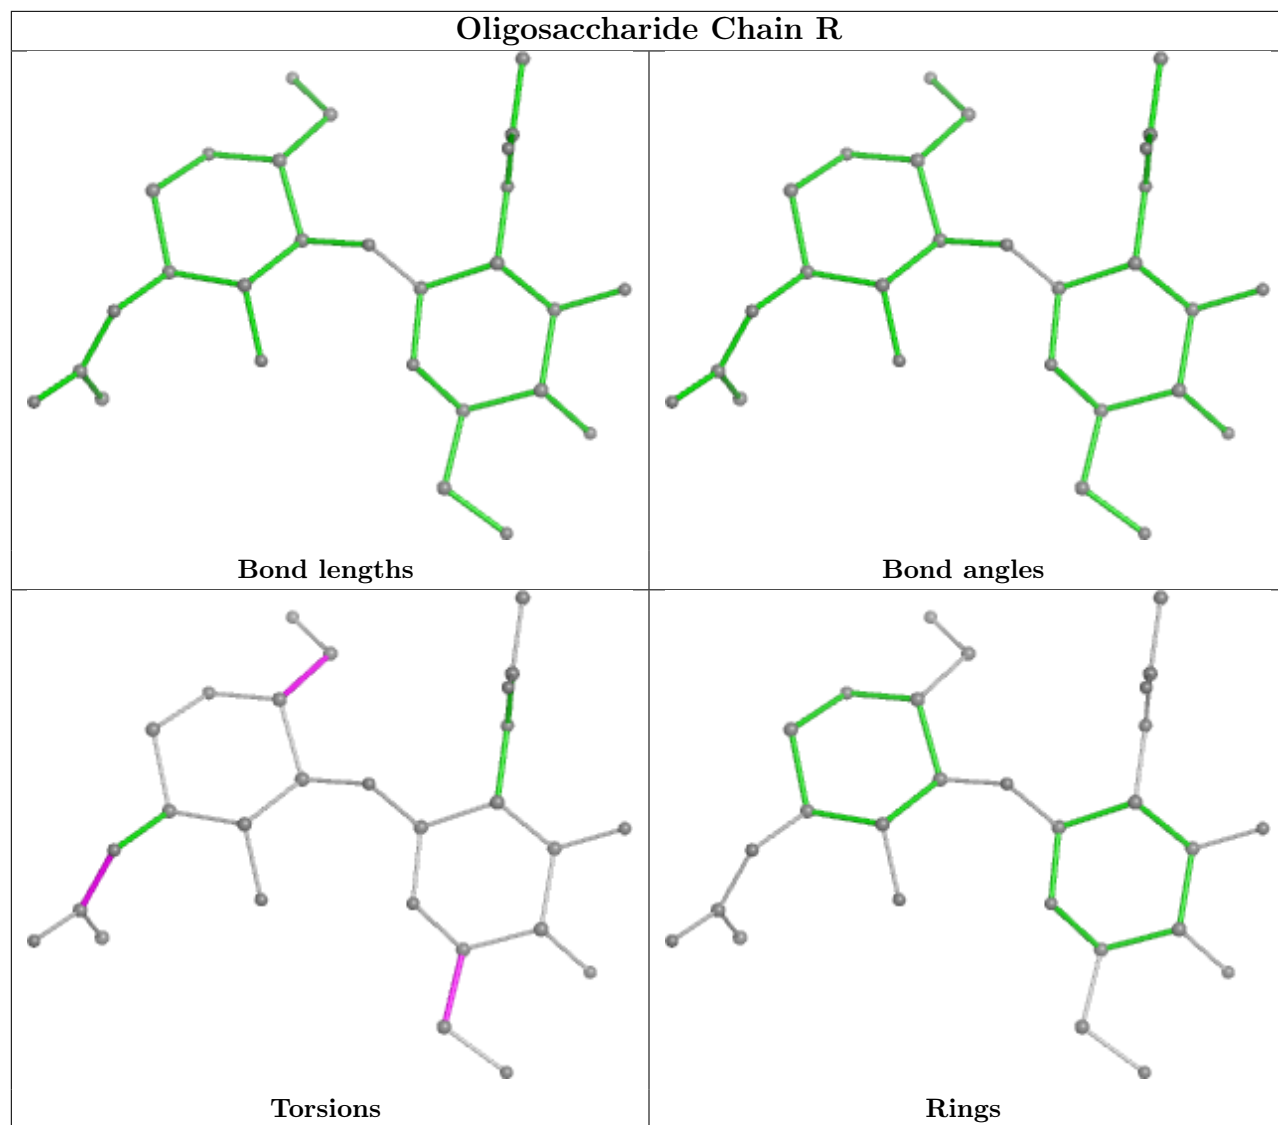 Oligosaccharide Chain R
Bond lengths
Bond angles
Torsions
Rings